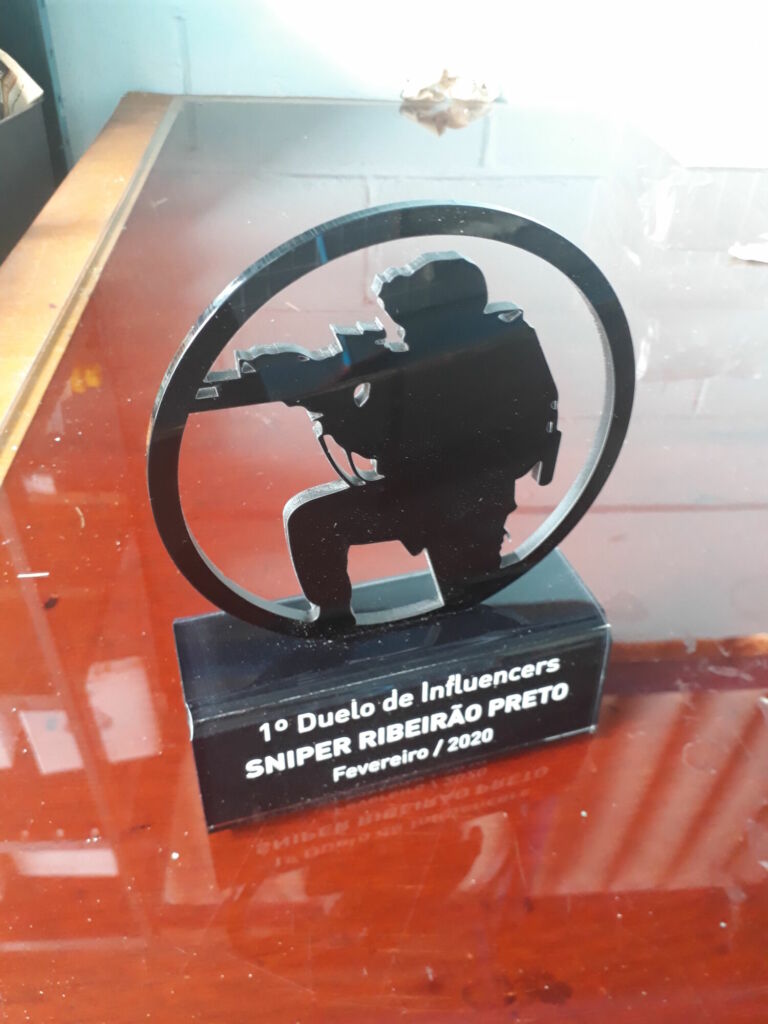 1º Duelo de Influencers
SNIPER RIBEIRÃO PRETO
Fevereiro / 2020